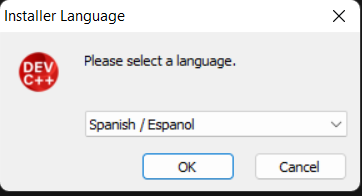 Installer Language
DEV
C++
Please select a language.
Spanish / Espanol
OK
Cancel